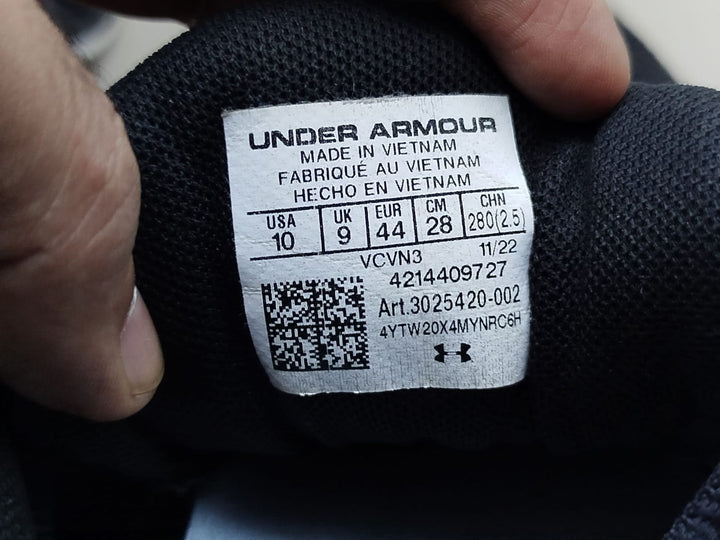 UNDER ARMOUR
MADE IN VIETNAM
FABRIQUÉ AU VIETNAM
HECHO EN VIETNAM
USA UK EUR CM CHN
10 9 44 28 280(2.5)
VCVN3 11/22
4214409727
Art.3025420-002
4YTW20X4MYNRC6H